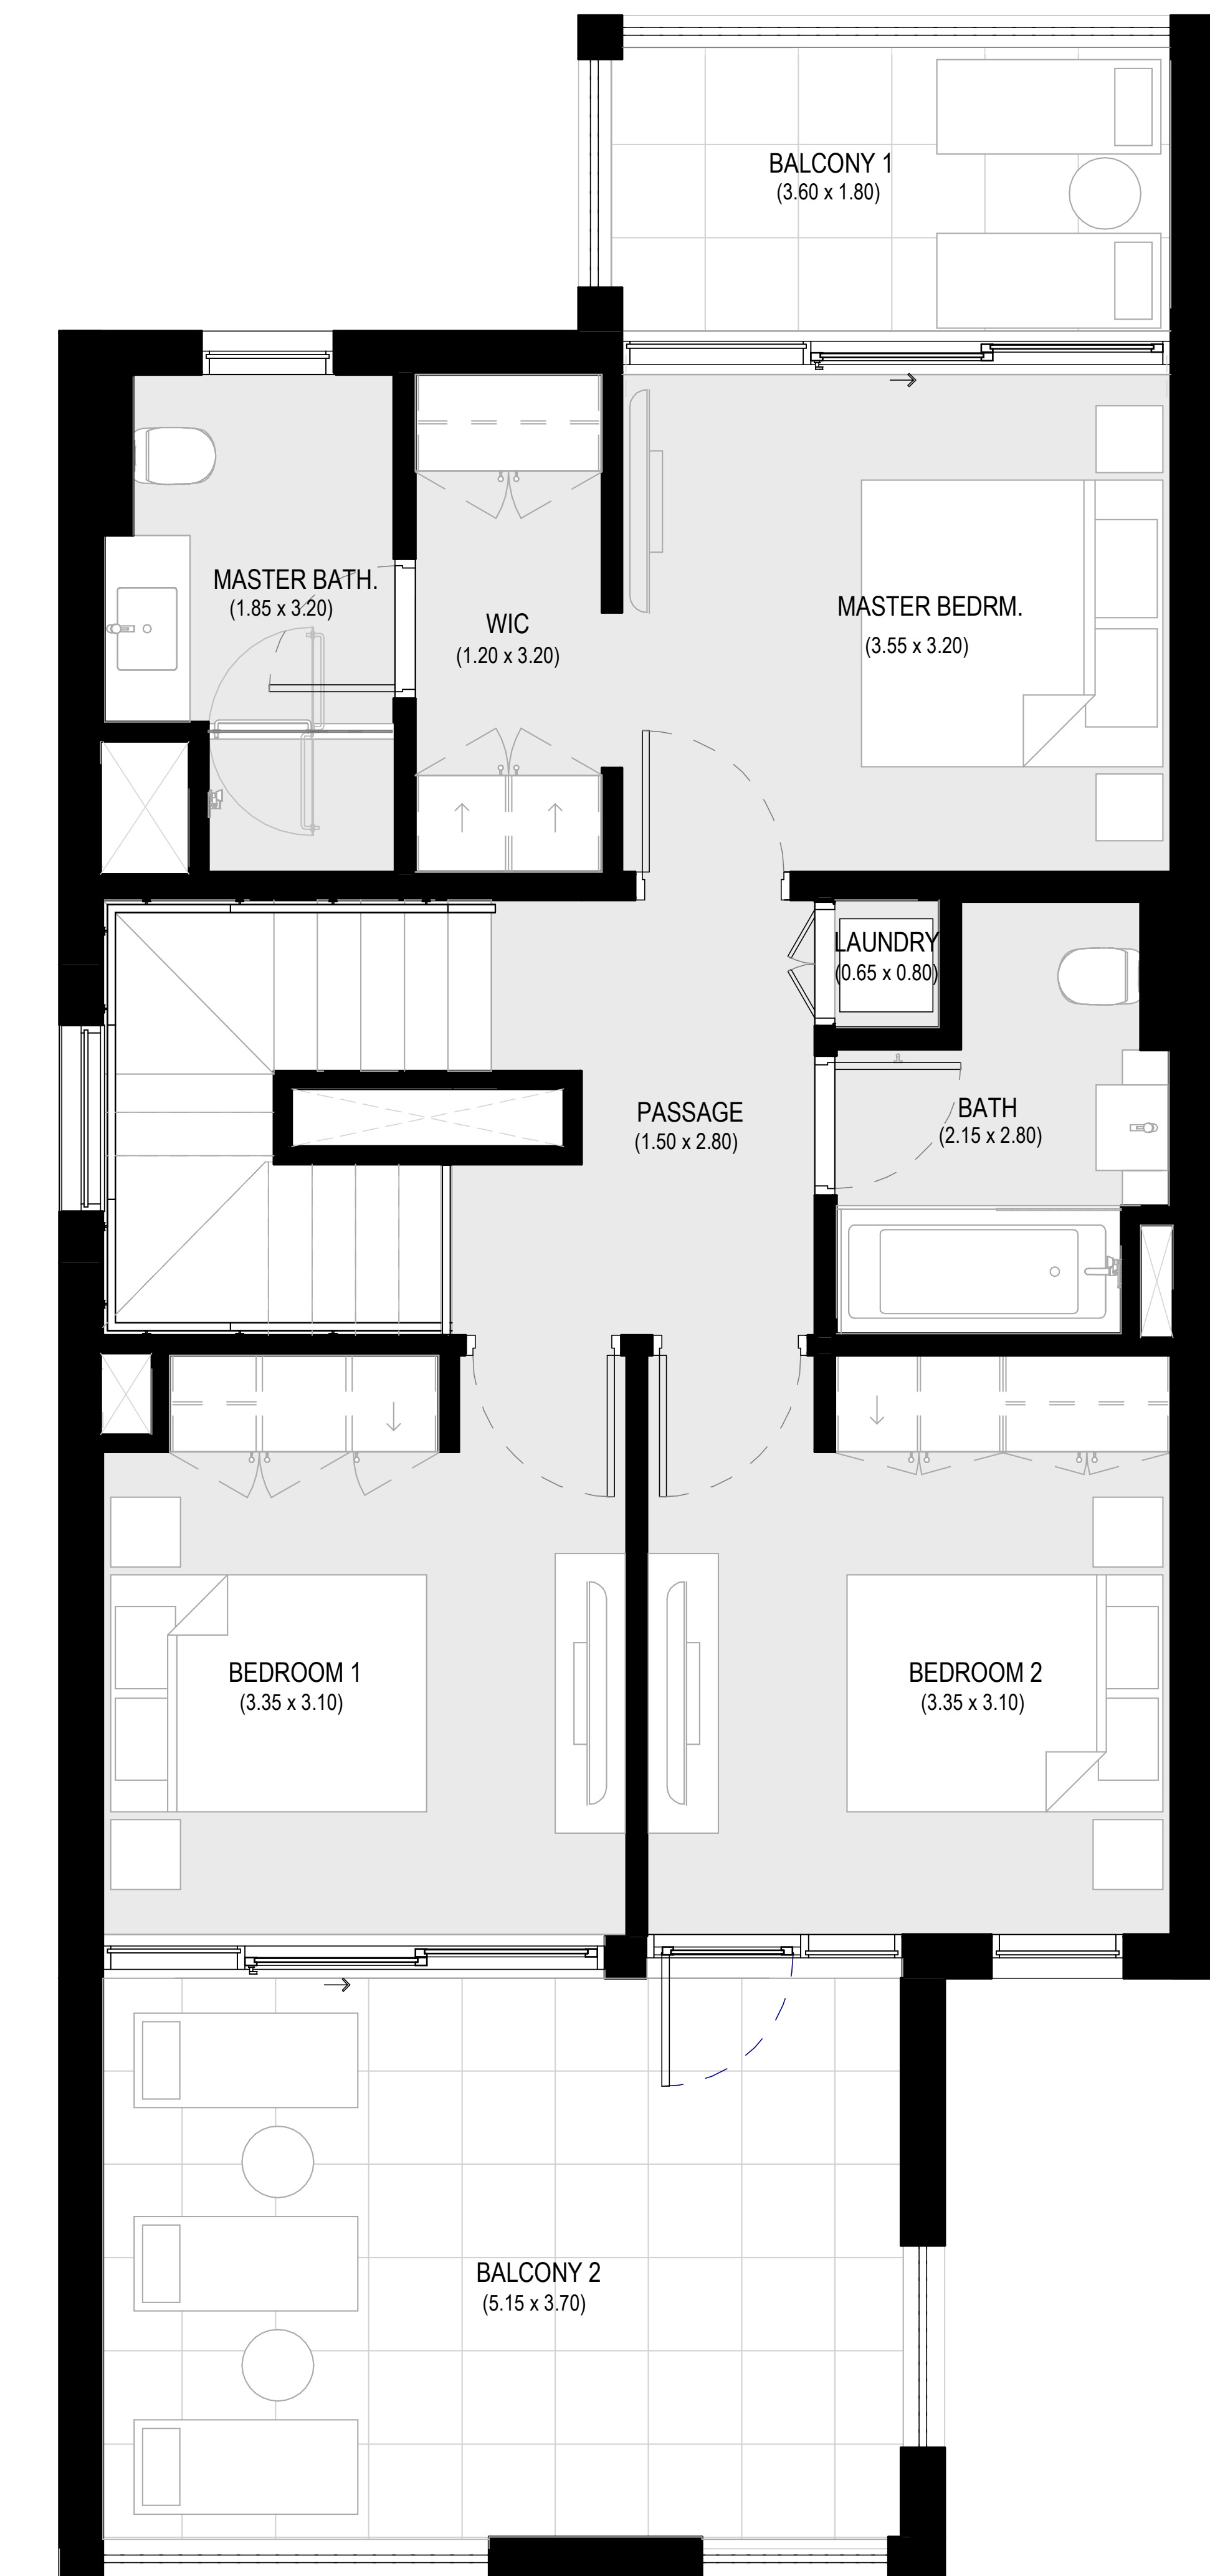 BALCONY 1
(3.60 x 1.80)
MASTER BATH.
(1.85 x 3.20)
WIC
(1.20 x 3.20)
MASTER BEDRM.
(3.55 x 3.20)
LAUNDRY
(0.65 x 0.80)
PASSAGE
(1.50 x 2.80)
BATH
(2.15 x 2.80)
BEDROOM 1
(3.35 x 3.10)
BEDROOM 2
(3.35 x 3.10)
BALCONY 2
(5.15 x 3.70)